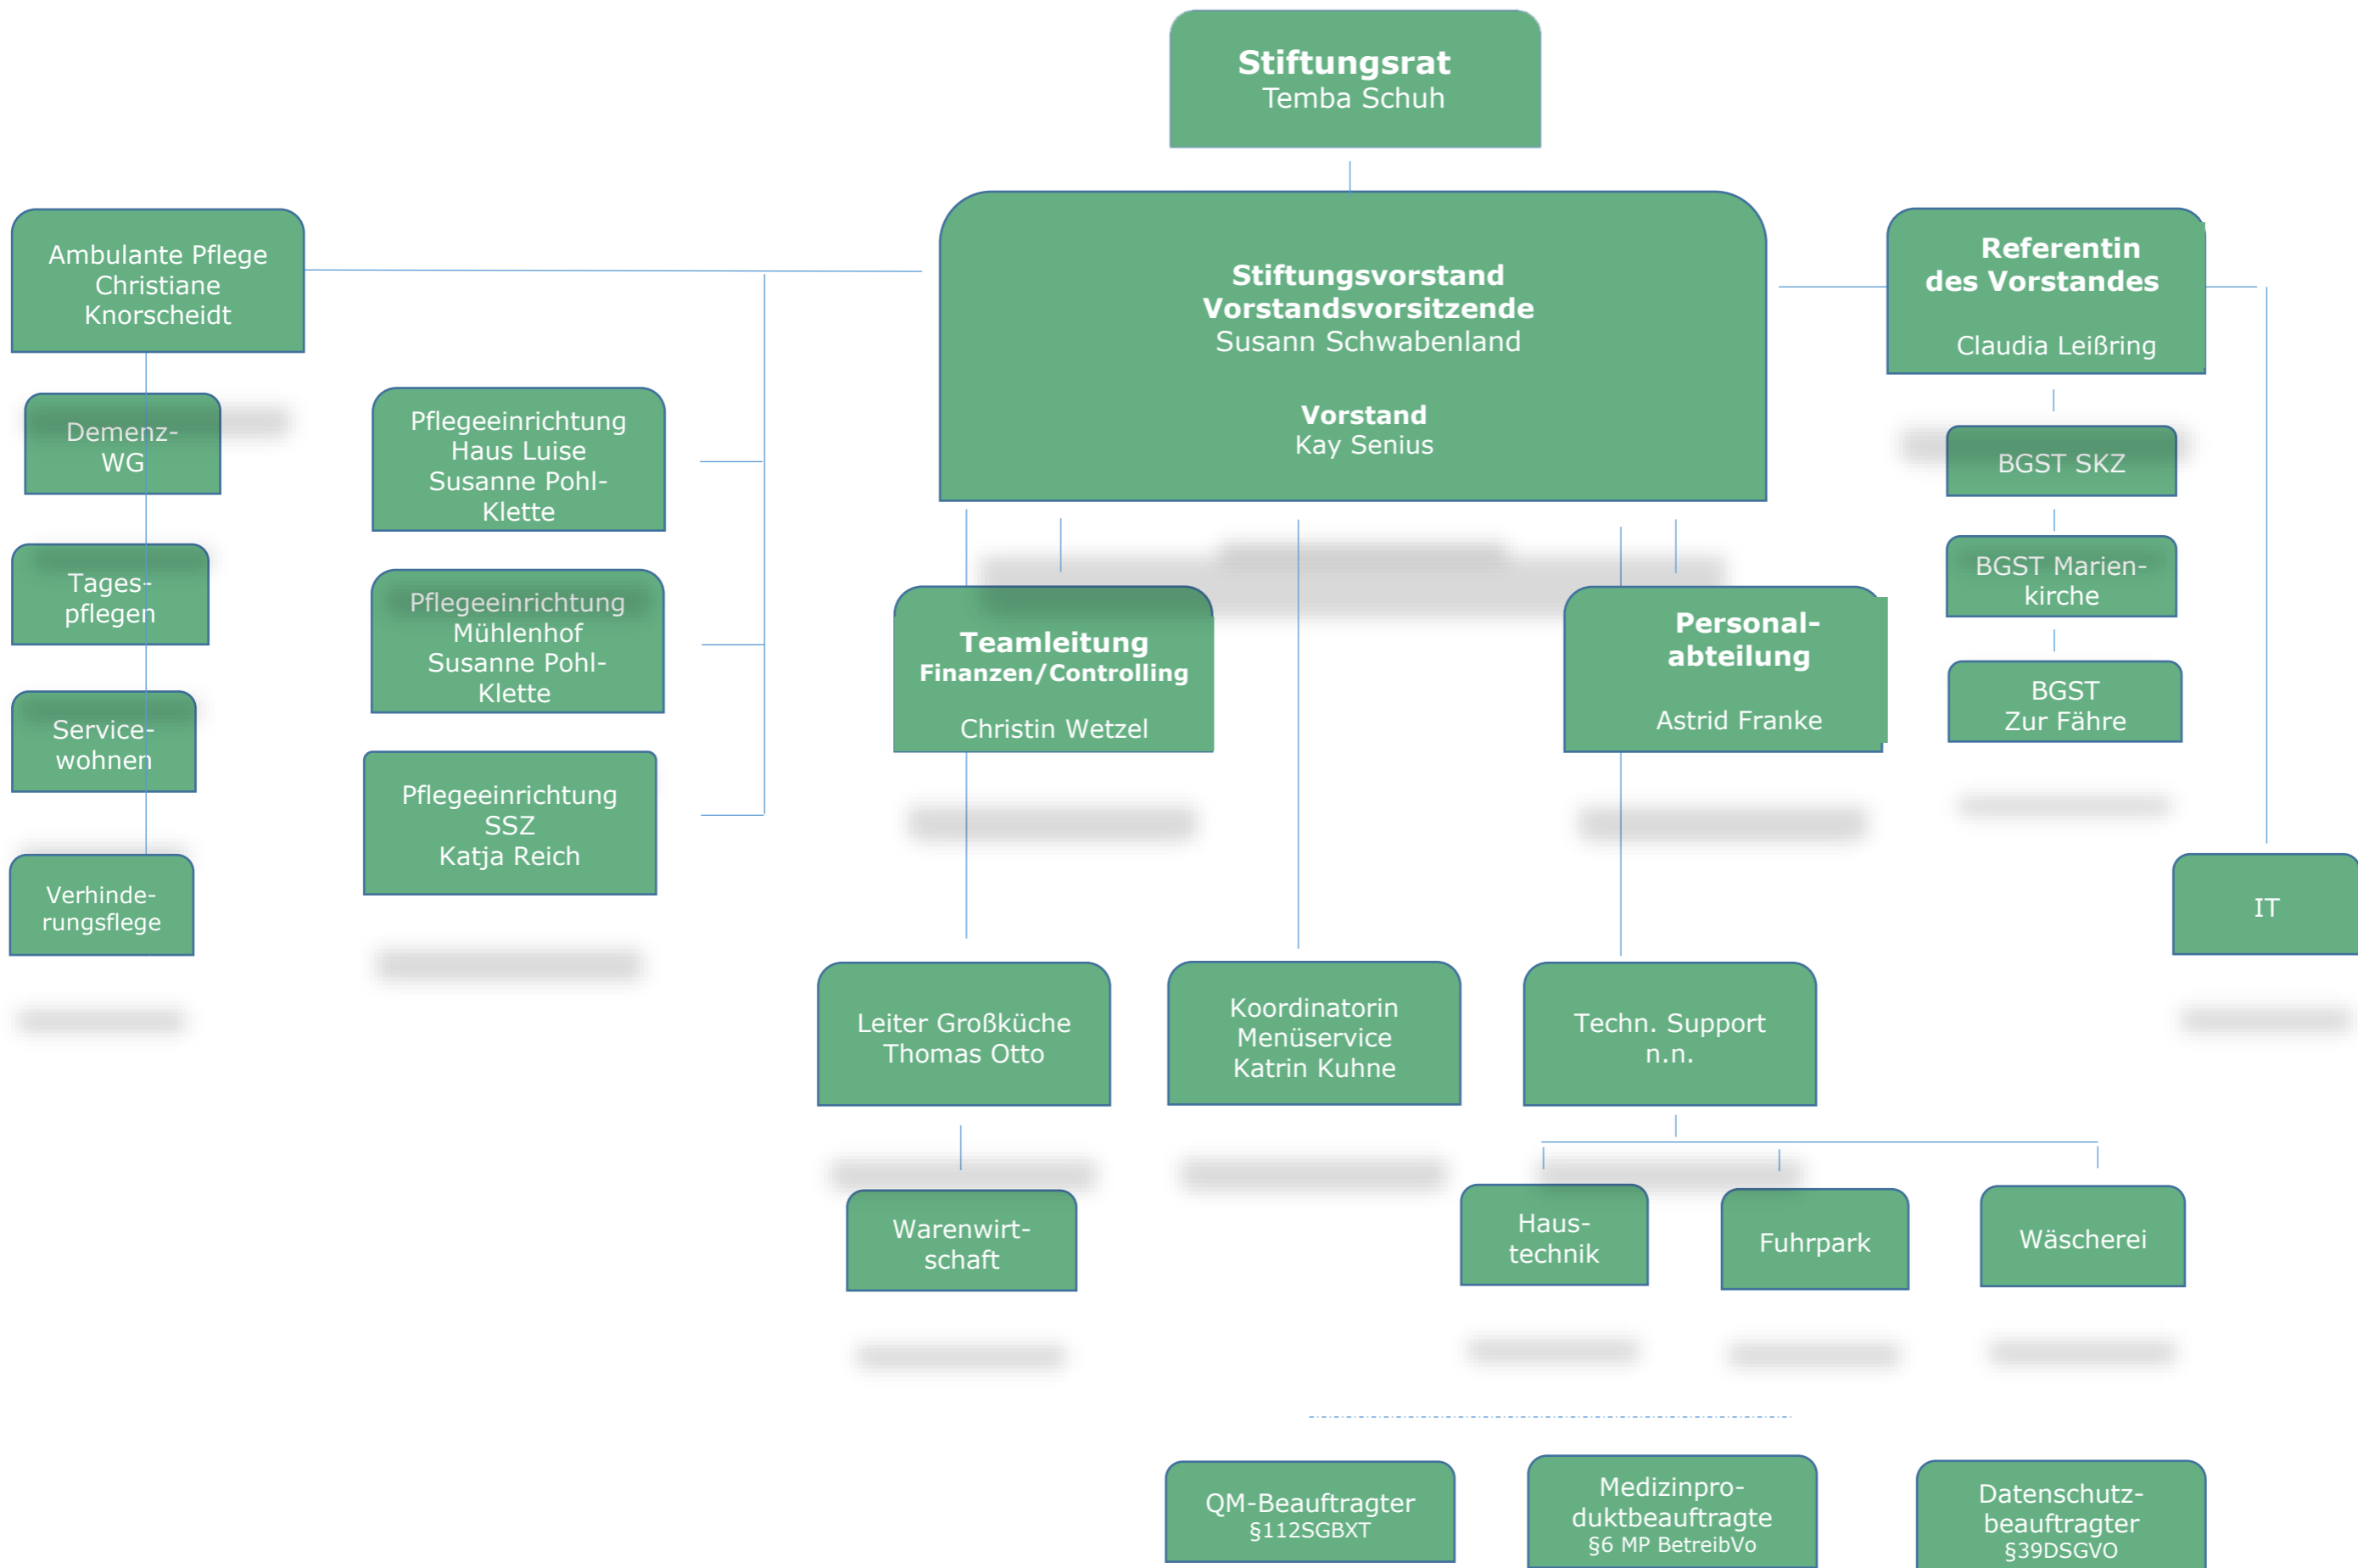 Stiftungsrat
Temba Schuh
Ambulante Pflege
Christiane
Knorscheidt
Stiftungsvorstand
Vorstandsvorsitzende
Susann Schwabenland
Vorstand
Kay Senius
Referentin
des Vorstandes
Claudia Leißring
Demenz-
WG
Tages-
pflegen
Service-
wohnen
Verhinde-
rungsflege
Pflegeeinrichtung
Haus Luise
Susanne Pohl-
Klette
Pflegeeinrichtung
Mühlenhof
Susanne Pohl-
Klette
Pflegeeinrichtung
SSZ
Katja Reich
Teamleitung
Finanzen/Controlling
Christin Wetzel
Personal-
abteilung
Astrid Franke
BGST SKZ
BGST Marien-
kirche
BGST
Zur Fähre
IT
Leiter Großküche
Thomas Otto
Koordinatorin
Menüservice
Katrin Kuhne
Techn. Support
n.n.
Warenwirt-
schaft
Haus-
technik
Fuhrpark
Wäscherei
QM-Beauftragter
§112SGBXT
Medizinpro-
duktbeauftragte
§6 MP BetreibVo
Datenschutz-
beauftragter
§39DSGVO